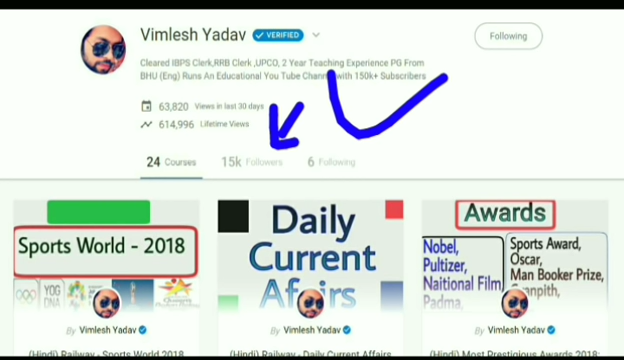 Vimlesh Yadav VERIFIED
Following
Cleared IBPS Clerk,RRB Clerk ,UPCO, 2 Year Teaching Experience PG From
BHU (Eng) Runs An Educational You Tube Channel with 150k+ Subscribers
63,820 Views in last 30 days
614,996 Lifetime Views
24 Courses 15k Followers 6 Following
Sports World - 2018
YOG
DNA
By Vimlesh Yadav
(Hindi) Railway - Sports World 2018
Daily
Current
Affairs
By Vimlesh Yadav
(Hindi) Railway - Daily Current Affairs
Awards
Nobel,
Pultizer,
Naitional Film,
Padma,
Sports Award,
Oscar,
Man Booker Prize,
By Vimlesh Yadav
(Hindi) Most Prestigious Awards 2018: